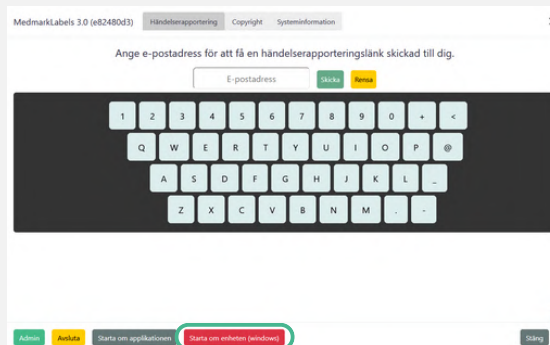 MedmarkLabels 3.0 (e82480d3) Händelserapportering Copyright Systeminformation
Ange e-postadress för att få en händelserapporteringslänk skickad till dig.
E-postadress Skicka Rensa
1 2 3 4 5 6 7 8 9 0 + <
Q W E R T Y U I O P @
A S D F G H J K L _
Z X C V B N M . -
Admin Avsluta Starta om applikationen Starta om enheten (windows) Stäng